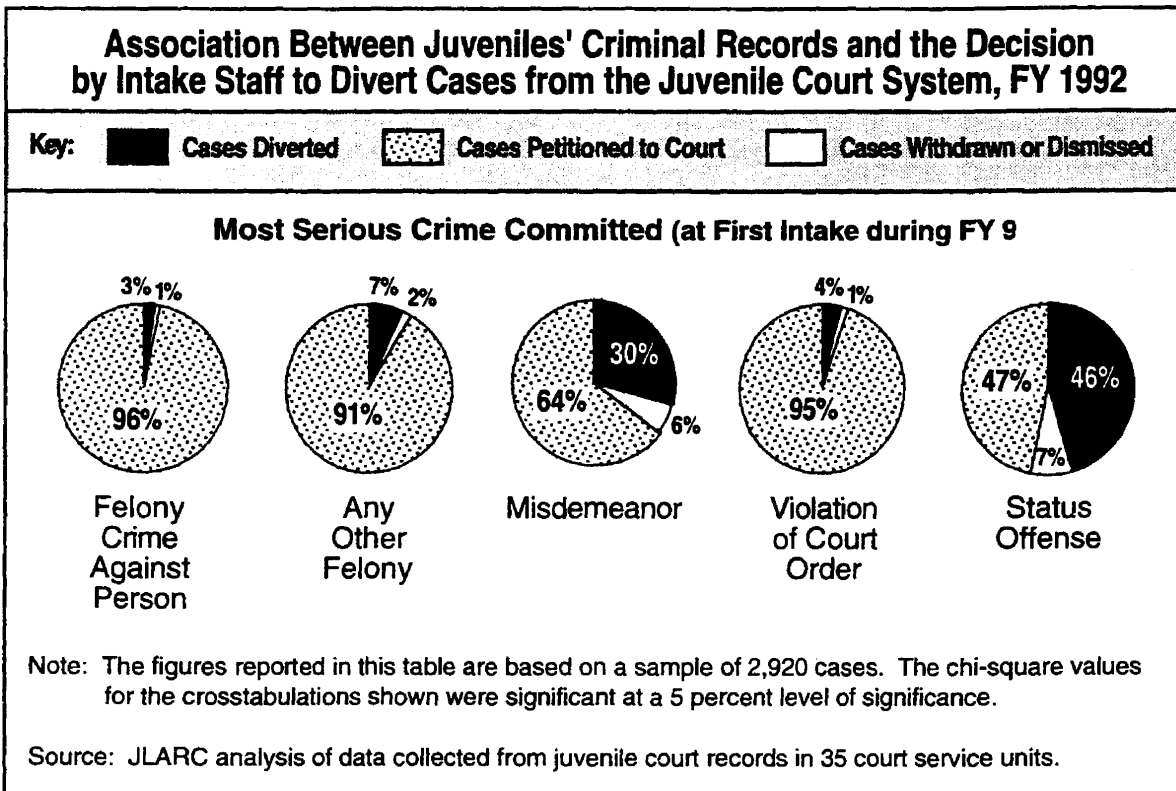 Association Between Juveniles' Criminal Records and the Decision
by Intake Staff to Divert Cases from the Juvenile Court System, FY 1992
Key: Cases Diverted Cases Petitioned to Court Cases Withdrawn or Dismissed
Most Serious Crime Committed (at First Intake during FY 9
3% 1%
96%
Felony
Crime
Against
Person
7% 2%
91%
Any
Other
Felony
30%
64%
6%
Misdemeanor
4% 1%
95%
Violation
of Court
Order
47% 46%
7%
Status
Offense
Note: The figures reported in this table are based on a sample of 2,920 cases. The chi-square values
for the crosstabulations shown were significant at a 5 percent level of significance.
Source: JLARC analysis of data collected from juvenile court records in 35 court service units.